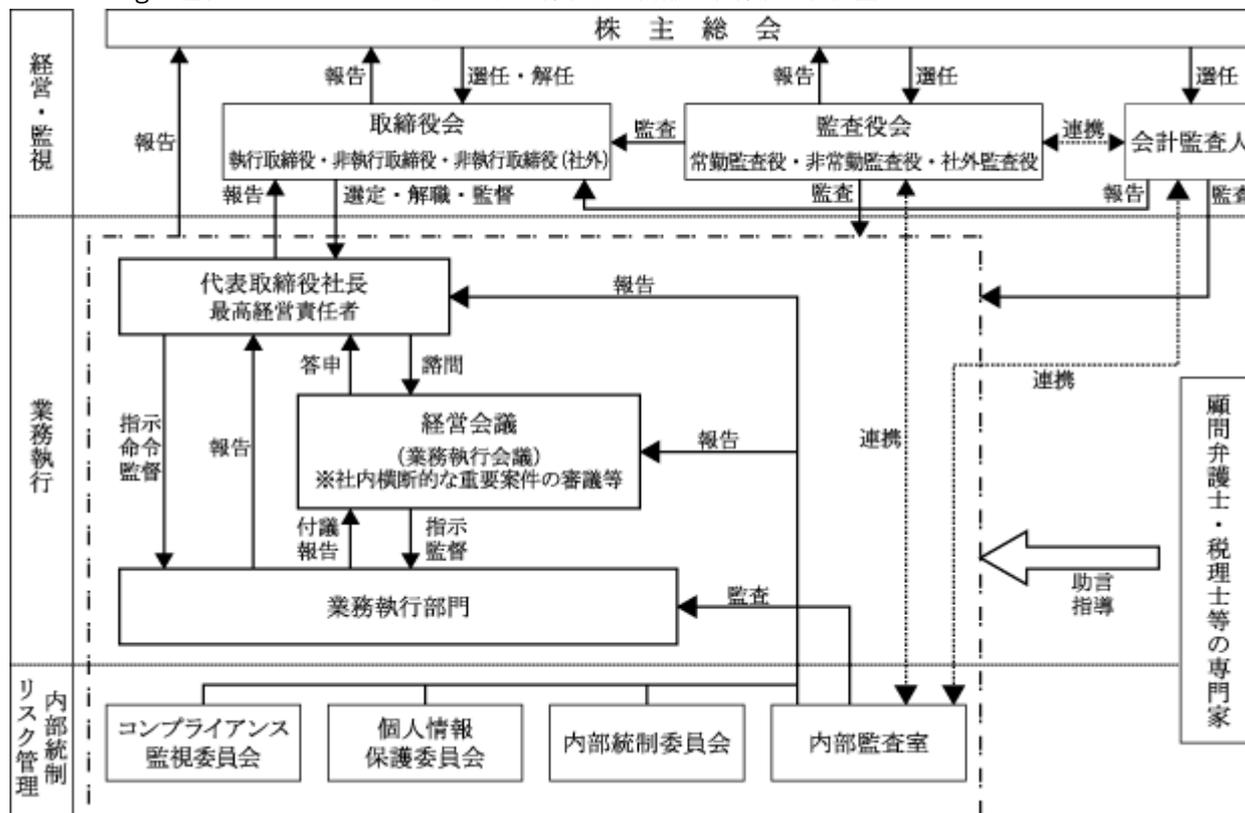 株主総会
経営・監視
報告
選任・解任
報告
選任
選任
報告
取締役会
執行取締役・非執行取締役・非執行取締役(社外)
監査
監査役会
常勤監査役・非常勤監査役・社外監査役
連携
会計監査人
報告
選定・解職・監督
監査
報告
監査
業務執行
代表取締役社長
最高経営責任者
報告
答申
諮問
連携
指示
命令
監督
報告
経営会議
(業務執行会議)
※社内横断的な重要案件の審議等
報告
連携
顧問弁護士・税理士等の専門家
付議
報告
指示
監督
助言
指導
業務執行部門
監査
内部統制
リスク管理
コンプライアンス
監視委員会
個人情報
保護委員会
内部統制委員会
内部監査室